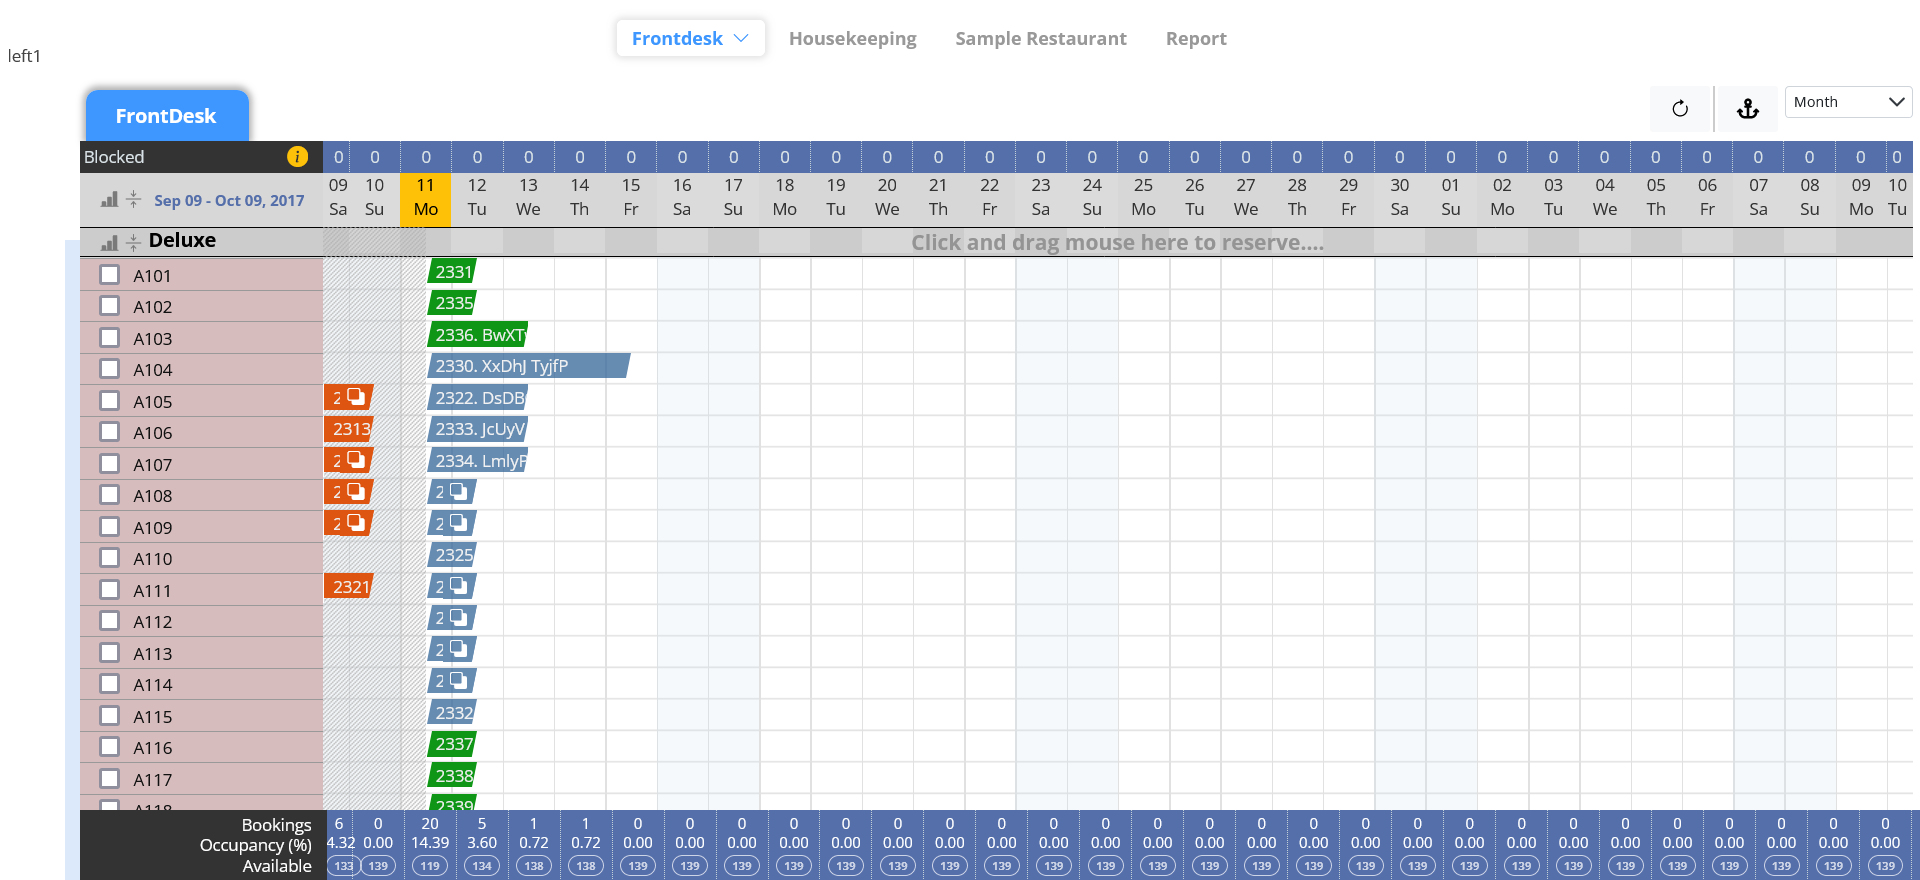 left1
Frontdesk
Housekeeping
Sample Restaurant
Report
FrontDesk
Month
Blocked i 0 0 0 0 0 0 0 0 0 0 0 0 0 0 0 0 0 0 0 0 0 0 0 0 0 0 0 0 0 0 0 0
Sep 09 - Oct 09, 2017
09 10 11 12 13 14 15 16 17 18 19 20 21 22 23 24 25 26 27 28 29 30 01 02 03 04 05 06 07 08 09 10
Sa Su Mo Tu We Th Fr Sa Su Mo Tu We Th Fr Sa Su Mo Tu We Th Fr Sa Su Mo Tu We Th Fr Sa Su Mo Tu
Deluxe Click and drag mouse here to reserve....
A101 2331
A102 2335
A103 2336. BwXT
A104 2330. XxDhJ TyjfP
A105 2 2322. DsDB
A106 2313 2333. JcUyV
A107 2 2334. LmlyP
A108 2 2
A109 2 2
A110 2325
A111 2321 2
A112 2
A113 2
A114 2
A115 2332
A116 2337
A117 2338
A118 2339
Bookings 6 0 20 5 1 1 0 0 0 0 0 0 0 0 0 0 0 0 0 0 0 0 0 0 0 0 0 0 0 0 0
Occupancy (%) 4.32 0.00 14.39 3.60 0.72 0.72 0.00 0.00 0.00 0.00 0.00 0.00 0.00 0.00 0.00 0.00 0.00 0.00 0.00 0.00 0.00 0.00 0.00 0.00 0.00 0.00 0.00 0.00 0.00 0.00 0.00
Available 133 139 119 134 138 138 139 139 139 139 139 139 139 139 139 139 139 139 139 139 139 139 139 139 139 139 139 139 139 139 139